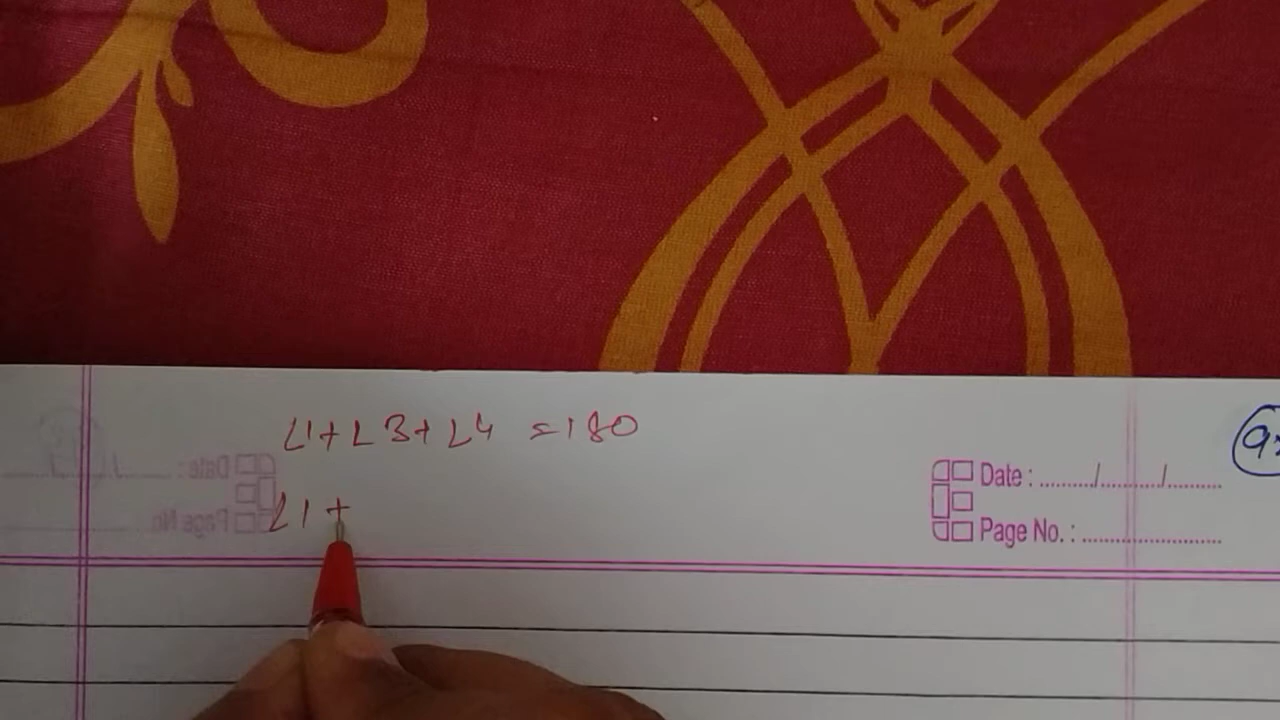 ∠1+∠3+∠4 =180
Date : ........../........../..........
∠1 +
Page No. : ..........................